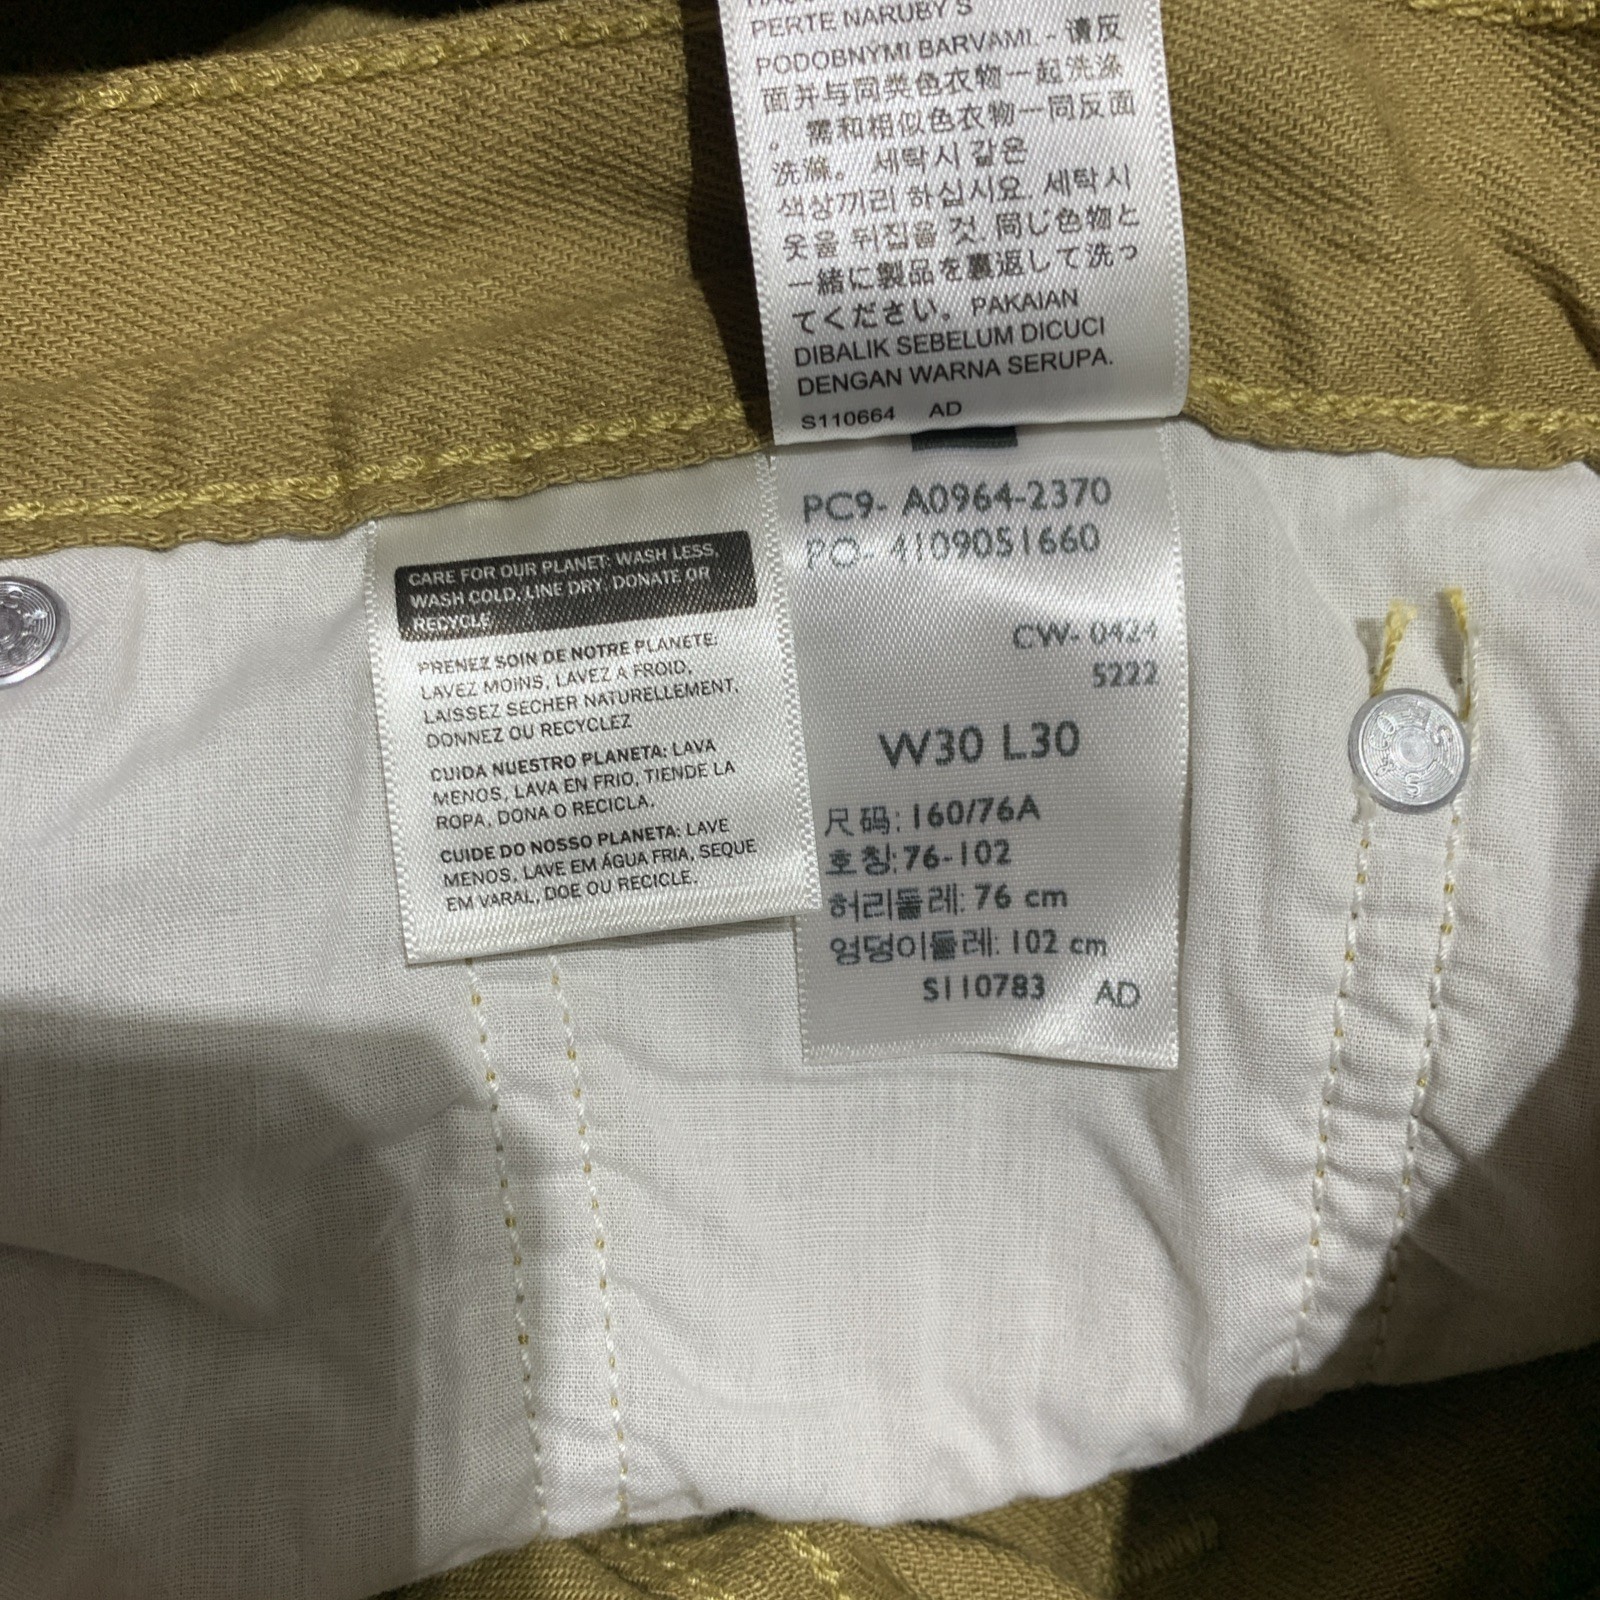 PERTE NARUBY S
PODOBNÝMI BARVAMI. - 请反
面并与同类色衣物一起洗涤
。需和相似色衣物一同反面
洗滌。 세탁시 같은
색상끼리 하십시요. 세탁시
옷을 뒤집을 것. 同じ色物と
一緒に製品を裏返して洗っ
てください。PAKAIAN
DIBALIK SEBELUM DICUCI
DENGAN WARNA SERUPA.
S110664 AD
CARE FOR OUR PLANET: WASH LESS,
WASH COLD, LINE DRY, DONATE OR
RECYCLE
PRENEZ SOIN DE NOTRE PLANETE:
LAVEZ MOINS, LAVEZ A FROID,
LAISSEZ SECHER NATURELLEMENT,
DONNEZ OU RECYCLEZ
CUIDA NUESTRO PLANETA: LAVA
MENOS, LAVA EN FRIO, TIENDE LA
ROPA, DONA O RECICLA.
CUIDE DO NOSSO PLANETA: LAVE
MENOS, LAVE EM ÁGUA FRIA, SEQUE
EM VARAL, DOE OU RECICLE.
PC9- A0964-2370
PO- 4109051660
CW- 0424
5222
W30 L30
尺码: 160/76A
호칭: 76-102
허리둘레: 76 cm
엉덩이둘레: 102 cm
S110783 AD